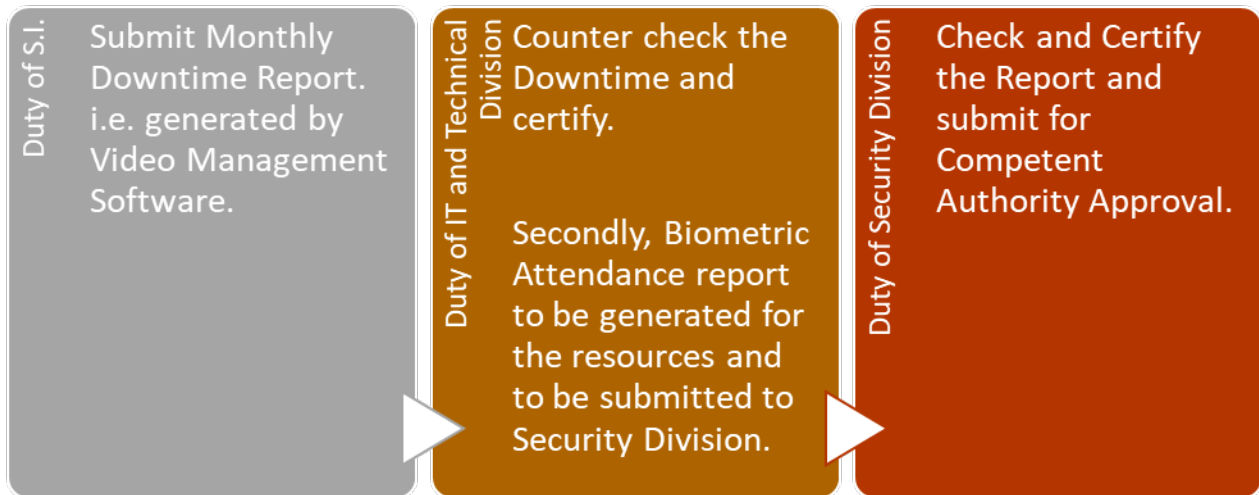 Duty of S.I.
Submit Monthly
Downtime Report.
i.e. generated by
Video Management
Software.
Duty of IT and Technical
Division
Counter check the
Downtime and
certify.
Secondly, Biometric
Attendance report
to be generated for
the resources and
to be submitted to
Security Division.
Duty of Security Division
Check and Certify
the Report and
submit for
Competent
Authority Approval.